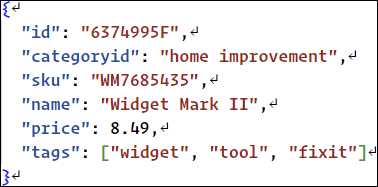 {
"id": "6374995F",
"categoryid": "home improvement",
"sku": "WM7685435",
"name": "Widget Mark II",
"price": 8.49,
"tags": ["widget", "tool", "fixit"]
}